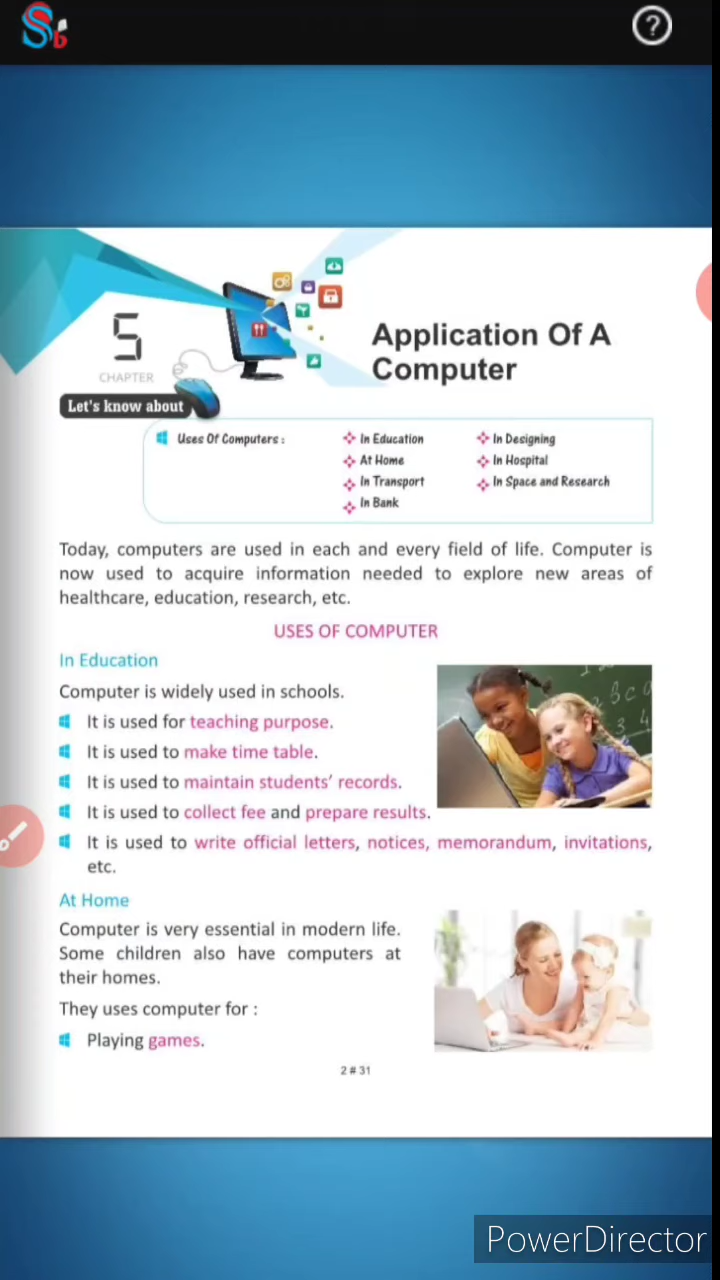 Sb
5
CHAPTER
Application Of A
Computer
Let's know about
Uses Of Computers :
In Education
In Designing
At Home
In Hospital
In Transport
In Space and Research
In Bank
Today, computers are used in each and every field of life. Computer is
now used to acquire information needed to explore new areas of
healthcare, education, research, etc.
USES OF COMPUTER
In Education
Computer is widely used in schools.
It is used for teaching purpose.
It is used to make time table.
It is used to maintain students' records.
It is used to collect fee and prepare results.
It is used to write official letters, notices, memorandum, invitations,
etc.
At Home
Computer is very essential in modern life.
Some children also have computers at
their homes.
They uses computer for :
Playing games.
2 # 31
PowerDirector